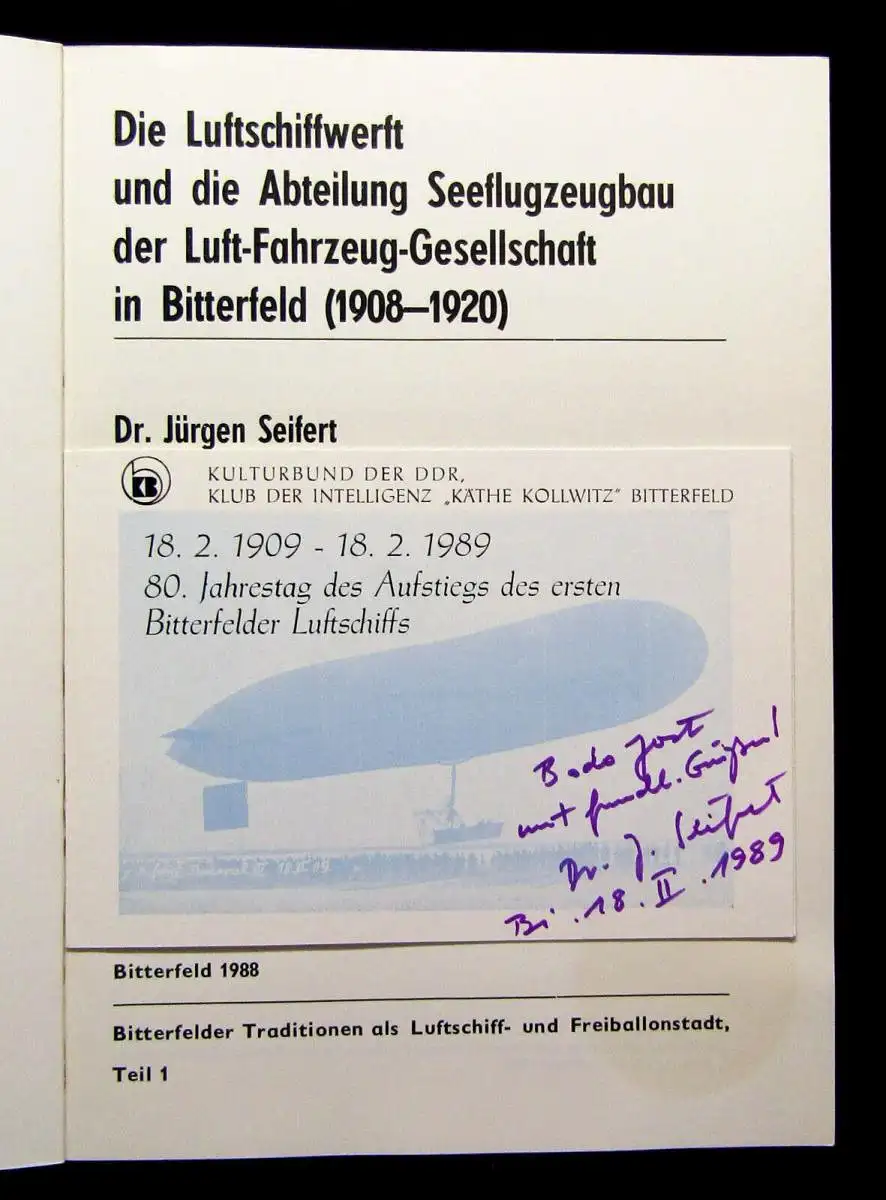 Die Luftschiffwerft
und die Abteilung Seeflugzeugbau
der Luft-Fahrzeug-Gesellschaft
in Bitterfeld (1908—1920)
Dr. Jürgen Seifert
KB
KULTURBUND DER DDR,
KLUB DER INTELLIGENZ „KÄTHE KOLLWITZ" BITTERFELD
18. 2. 1909 - 18. 2. 1989
80. Jahrestag des Aufstiegs des ersten
Bitterfelder Luftschiffs
Bodo Jost
mit freundl. Grüßen!
Dr. J. Seifert
Bi . 18. II . 1989
Bitterfeld 1988
Bitterfelder Traditionen als Luftschiff- und Freiballonstadt,
Teil 1